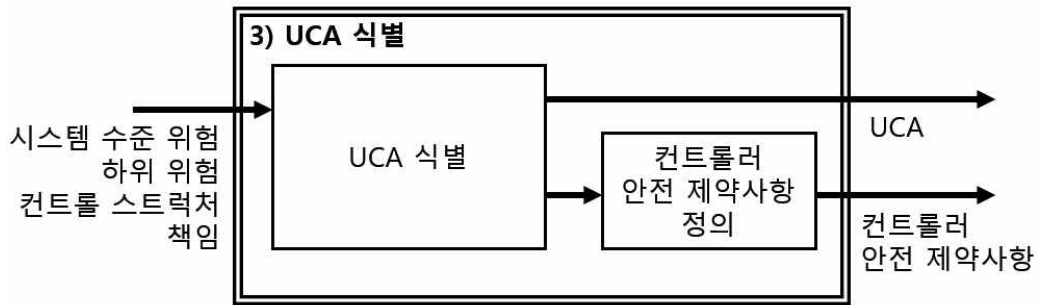 3) UCA 식별
시스템 수준 위험
하위 위험
컨트롤 스트럭처
책임
UCA 식별
컨트롤러
안전 제약사항
정의
UCA
컨트롤러
안전 제약사항